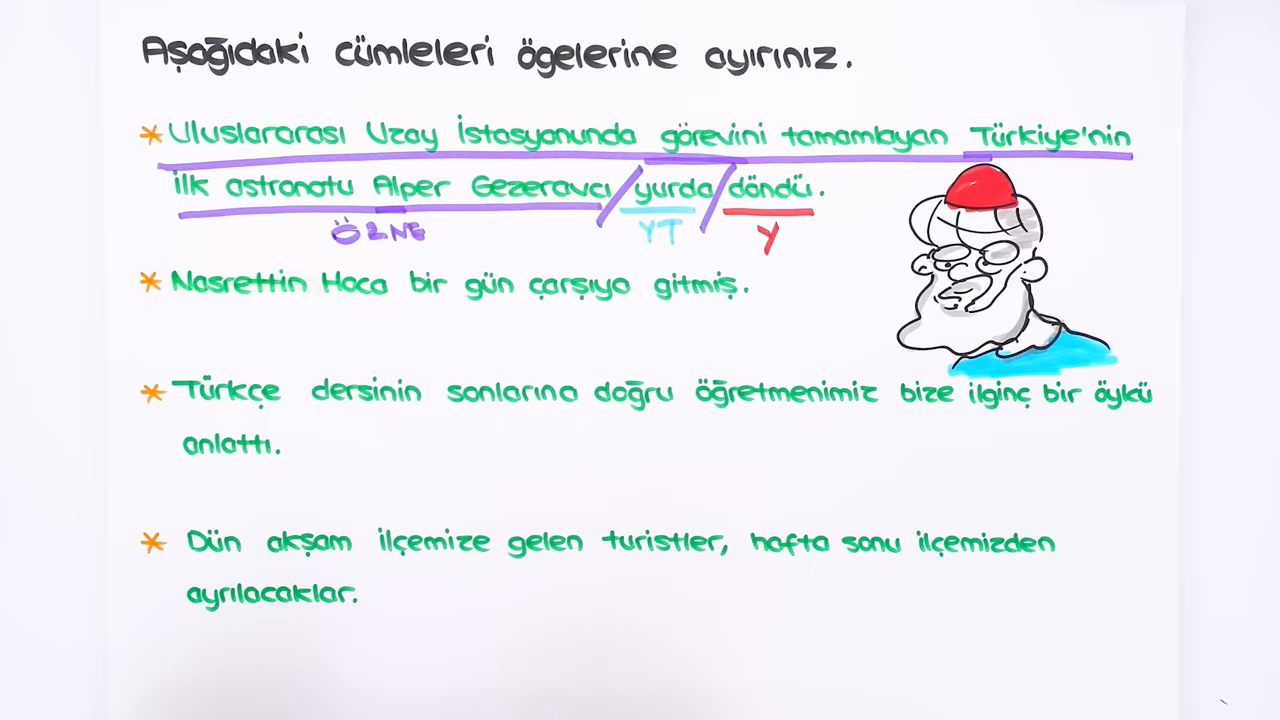 Aşağıdaki cümleleri ögelerine ayırınız.
* Uluslararası Uzay İstasyonunda görevini tamamlayan Türkiye'nin
ilk astronotu Alper Gezeravcı / yurda / döndü.
ÖZNE YT Y
* Nasrettin Hoca bir gün çarşıya gitmiş.
* Türkçe dersinin sonlarına doğru öğretmenimiz bize ilginç bir öykü
anlattı.
* Dün akşam ilçemize gelen turistler, hafta sonu ilçemizden
ayrılacaklar.